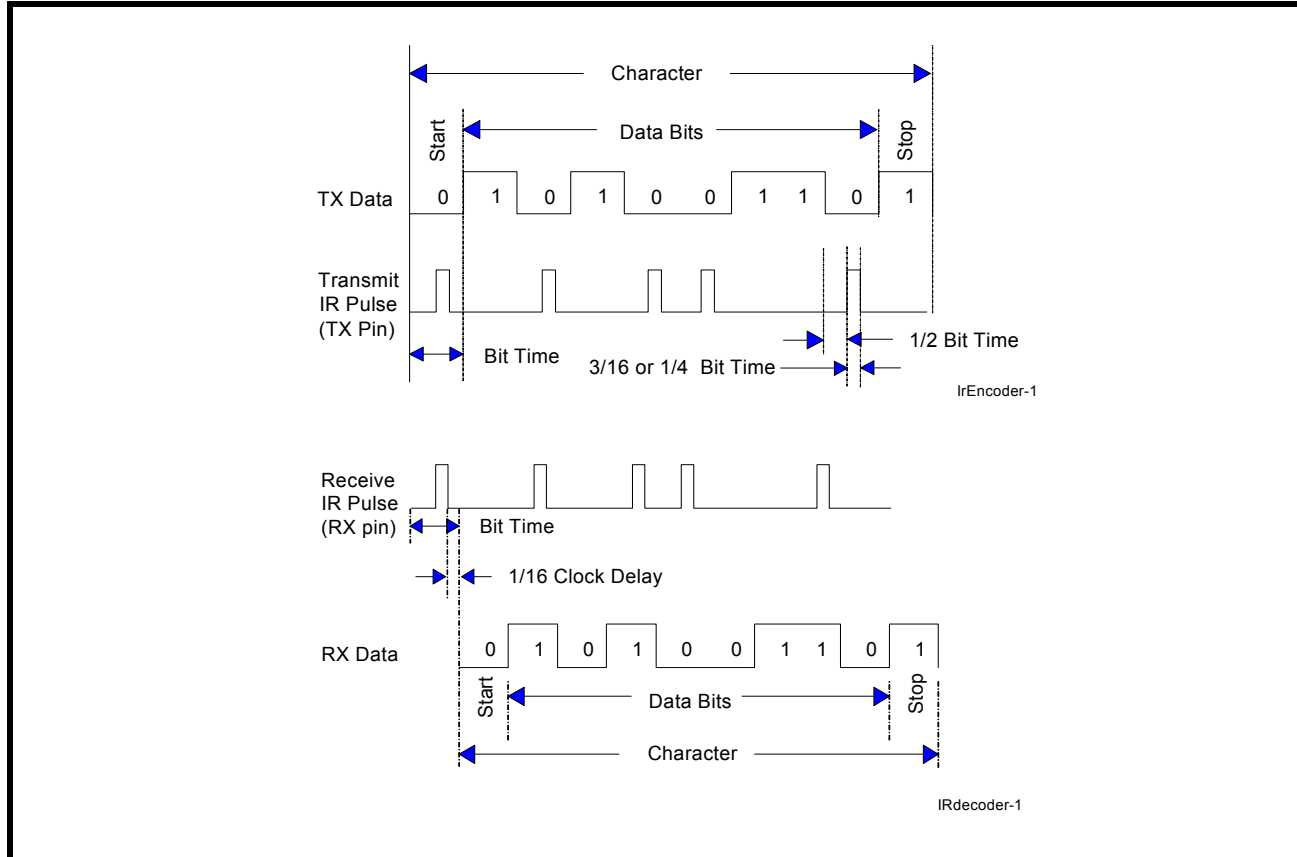 Character
Start
Data Bits
Stop
TX Data
0 1 0 1 0 0 1 1 0 1
Transmit
IR Pulse
(TX Pin)
Bit Time
1/2 Bit Time
3/16 or 1/4 Bit Time
IrEncoder-1
Receive
IR Pulse
(RX pin)
Bit Time
1/16 Clock Delay
RX Data
0 1 0 1 0 0 1 1 0 1
Start
Data Bits
Stop
Character
IRdecoder-1